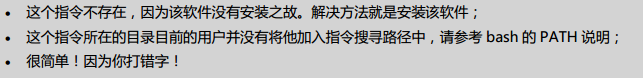 • 这个指令不存在，因为该软件没有安装之故。解决方法就是安装该软件；
• 这个指令所在的目录目前的用户并没有将他加入指令搜寻路径中，请参考 bash 的 PATH 说明；
• 很简单！因为你打错字！